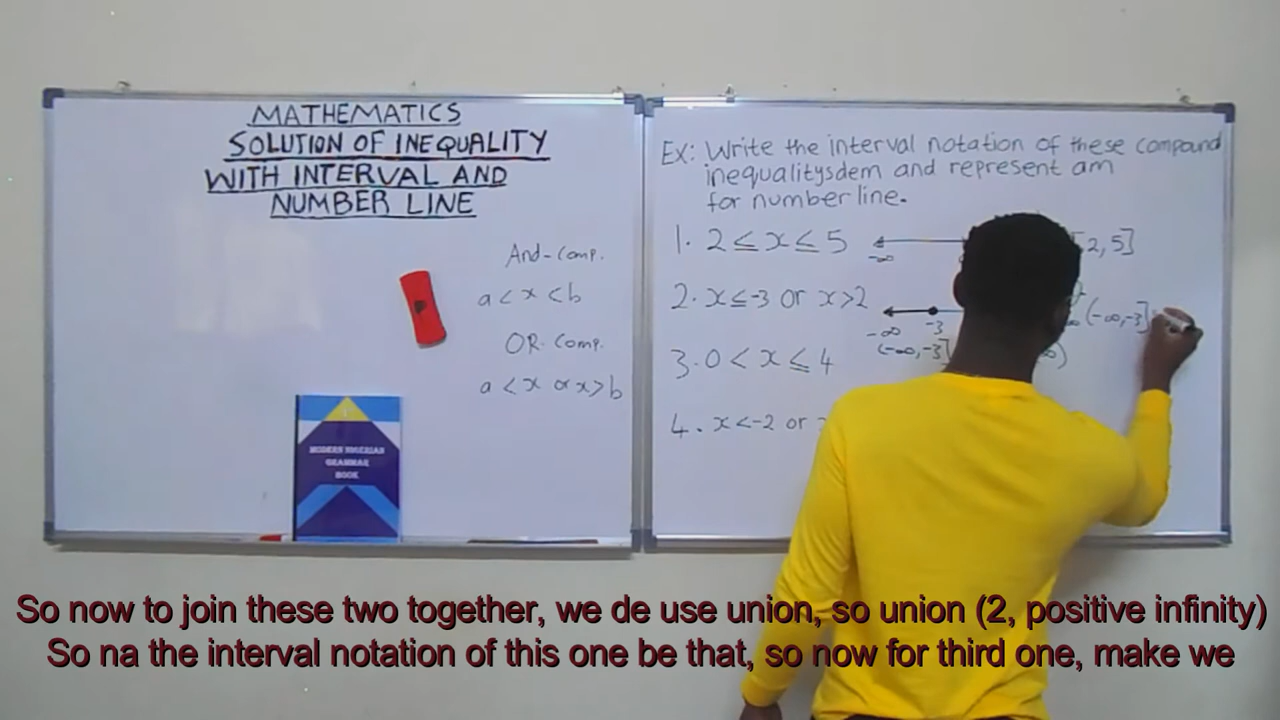 MATHEMATICS
SOLUTION OF INEQUALITY
WITH INTERVAL AND
NUMBER LINE
And-Comp.
a < x < b
OR. Comp.
a < x or x > b
MODERN NIGERIAN
GRAMMAR
BOOK
Ex: Write the interval notation of these compound
inequalitysdem and represent am
for number line.
1. 2 ≤ x ≤ 5
-∞
2, 5]
2. x ≤ -3 or x > 2
-∞ -3
(-∞, -3]
∞)
(-∞, -3]
3. 0 < x ≤ 4
4. x < -2 or
So now to join these two together, we de use union, so union (2, positive infinity)
So na the interval notation of this one be that, so now for third one, make we